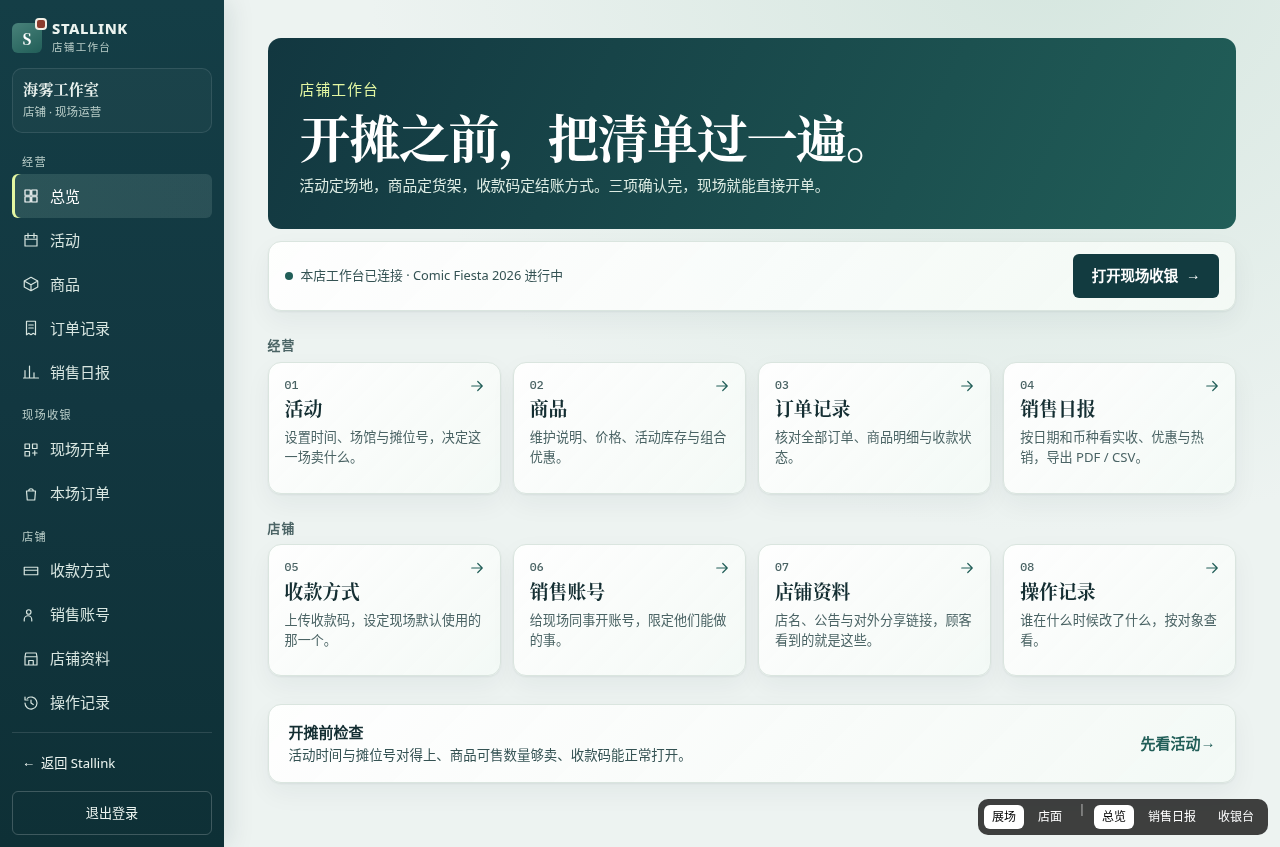 S
STALLINK
店铺工作台
海雾工作室
店铺 · 现场运营
经营
总览
活动
商品
订单记录
销售日报
现场收银
现场开单
本场订单
店铺
收款方式
销售账号
店铺资料
操作记录
← 返回 Stallink
退出登录
店铺工作台
开摊之前，把清单过一遍。
活动定场地，商品定货架，收款码定结账方式。三项确认完，现场就能直接开单。
本店工作台已连接 · Comic Fiesta 2026 进行中
打开现场收银 →
经营
01 →
活动
设置时间、场馆与摊位号，决定这
一场卖什么。
02 →
商品
维护说明、价格、活动库存与组合
优惠。
03 →
订单记录
核对全部订单、商品明细与收款状
态。
04 →
销售日报
按日期和币种看实收、优惠与热
销，导出 PDF / CSV。
店铺
05 →
收款方式
上传收款码，设定现场默认使用的
那一个。
06 →
销售账号
给现场同事开账号，限定他们能做
的事。
07 →
店铺资料
店名、公告与对外分享链接，顾客
看到的就是这些。
08 →
操作记录
谁在什么时候改了什么，按对象查
看。
开摊前检查
活动时间与摊位号对得上、商品可售数量够卖、收款码能正常打开。
先看活动→
展场 店面 | 总览 销售日报 收银台